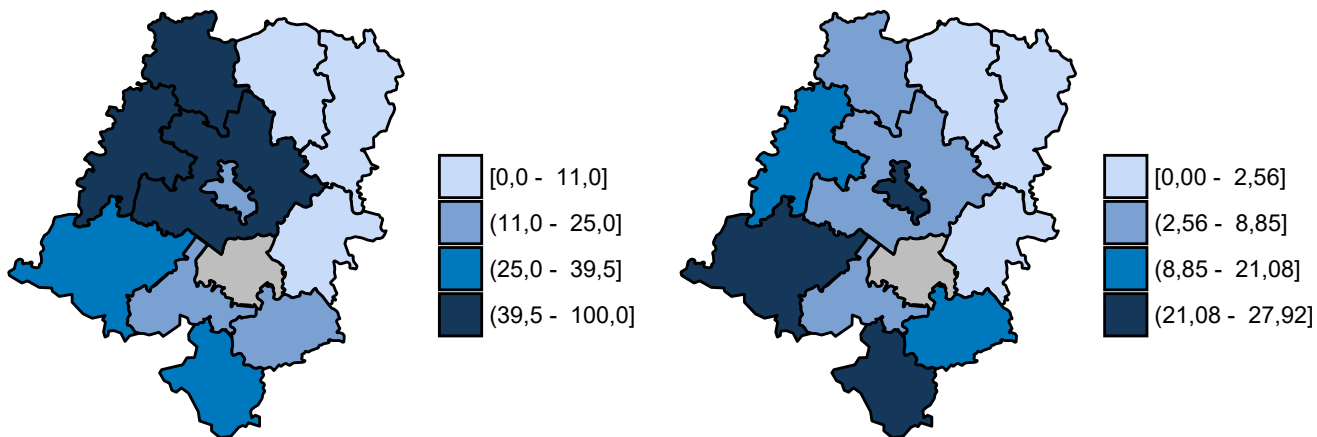 [0,0 - 11,0]
(11,0 - 25,0]
(25,0 - 39,5]
(39,5 - 100,0]
[0,00 - 2,56]
(2,56 - 8,85]
(8,85 - 21,08]
(21,08 - 27,92]